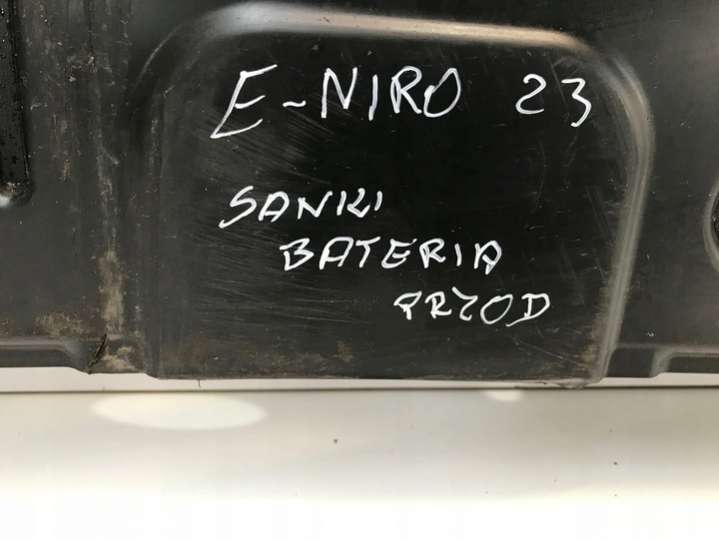 E-NIRO 23
SANKI
BATERIA
PRZOD